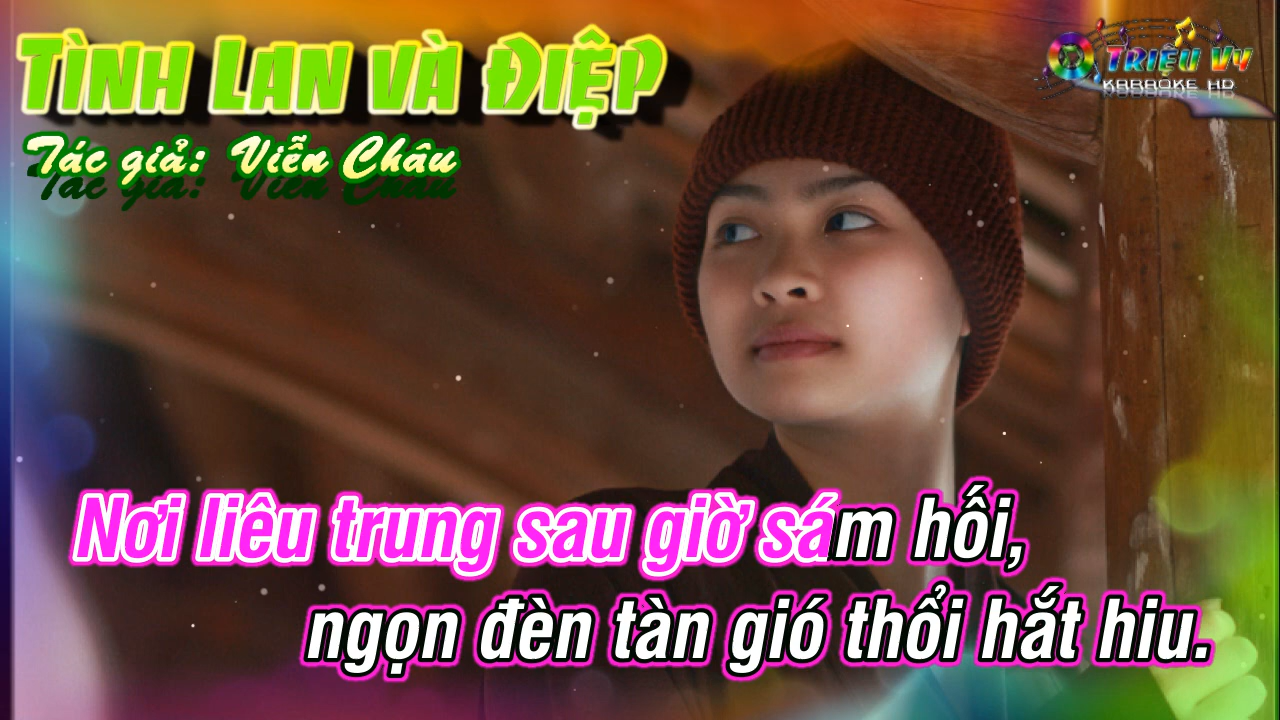 Tình Lan và Điệp
Tác giả: Viễn Châu
Triệu Vy
KARAOKE HD
Nơi liêu trung sau giờ sám hối,
ngọn đèn tàn gió thổi hắt hiu.